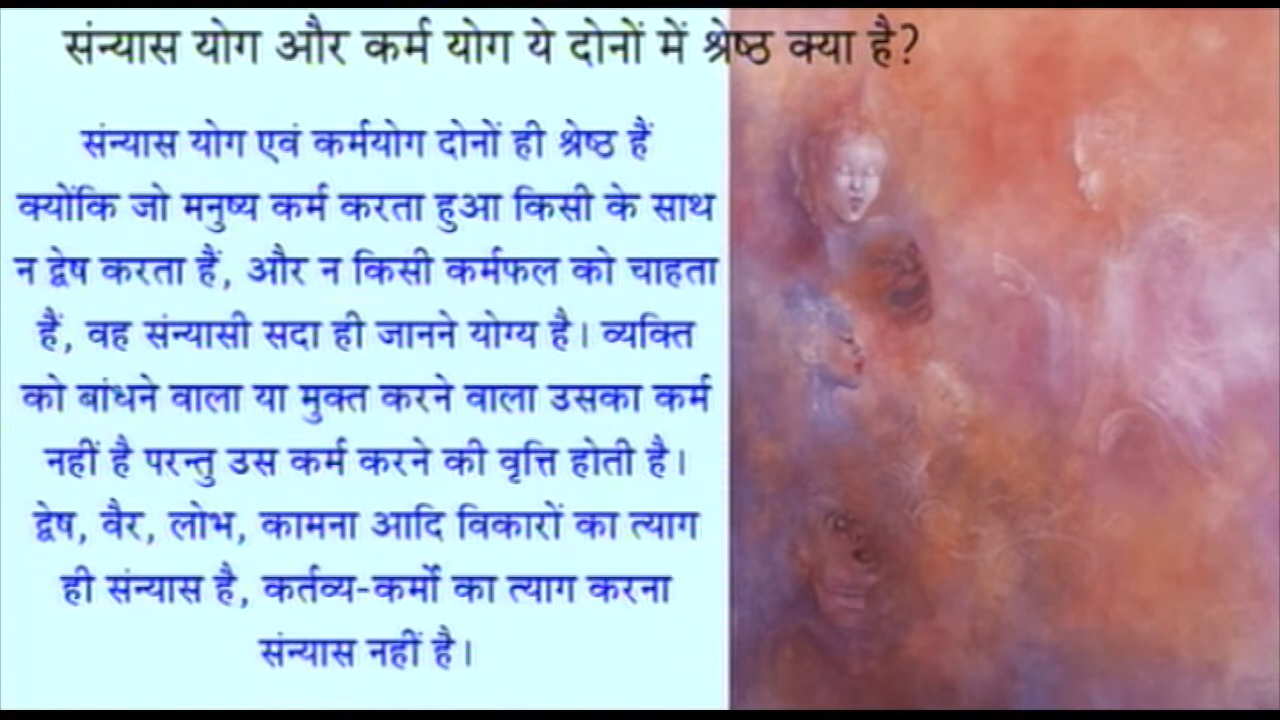 संन्यास योग और कर्म योग ये दोनों में श्रेष्ठ क्या है?
संन्यास योग एवं कर्मयोग दोनों ही श्रेष्ठ हैं
क्योंकि जो मनुष्य कर्म करता हुआ किसी के साथ
न द्वेष करता हैं, और न किसी कर्मफल को चाहता
हैं, वह संन्यासी सदा ही जानने योग्य है। व्यक्ति
को बांधने वाला या मुक्त करने वाला उसका कर्म
नहीं है परन्तु उस कर्म करने की वृत्ति होती है।
द्वेष, वैर, लोभ, कामना आदि विकारों का त्याग
ही संन्यास है, कर्तव्य-कर्मों का त्याग करना
संन्यास नहीं है।